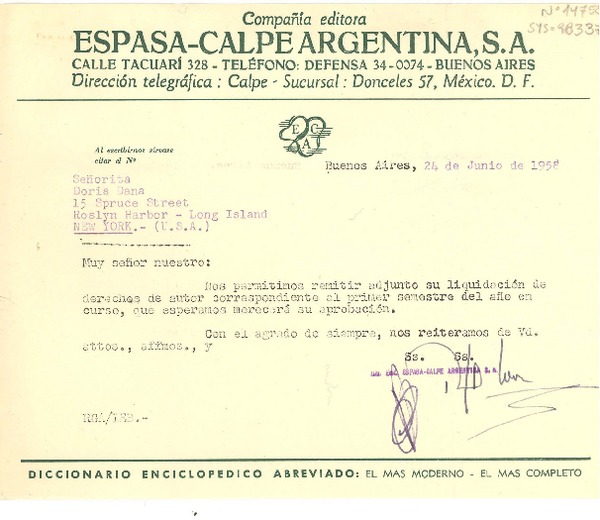 Compañía editora
ESPASA-CALPE ARGENTINA, S.A.
CALLE TACUARÍ 328 - TELÉFONO: DEFENSA 34-0074 - BUENOS AIRES
Dirección telegráfica : Calpe - Sucursal : Donceles 57, México. D. F.
E C A
Al escribirnos sírvase
citar el Nº
Buenos Aires, 24 de Junio de 1958
Señorita
Doris Dana
15 Spruce Street
Roslyn Harbor - Long Island
NEW YORK.- (U.S.A.)
Muy señor nuestro:
Nos permitimos remitir adjunto su liquidación de
derechos de autor correspondiente al primer semestre del año en
curso, que esperamos merecerá su aprobación.
Con el agrado de siempre, nos reiteramos de Vd.
attos., affmos., y
Ss. Ss.
ESPASA-CALPE ARGENTINA S. A.
DICCIONARIO ENCICLOPEDICO ABREVIADO: EL MAS MODERNO - EL MAS COMPLETO